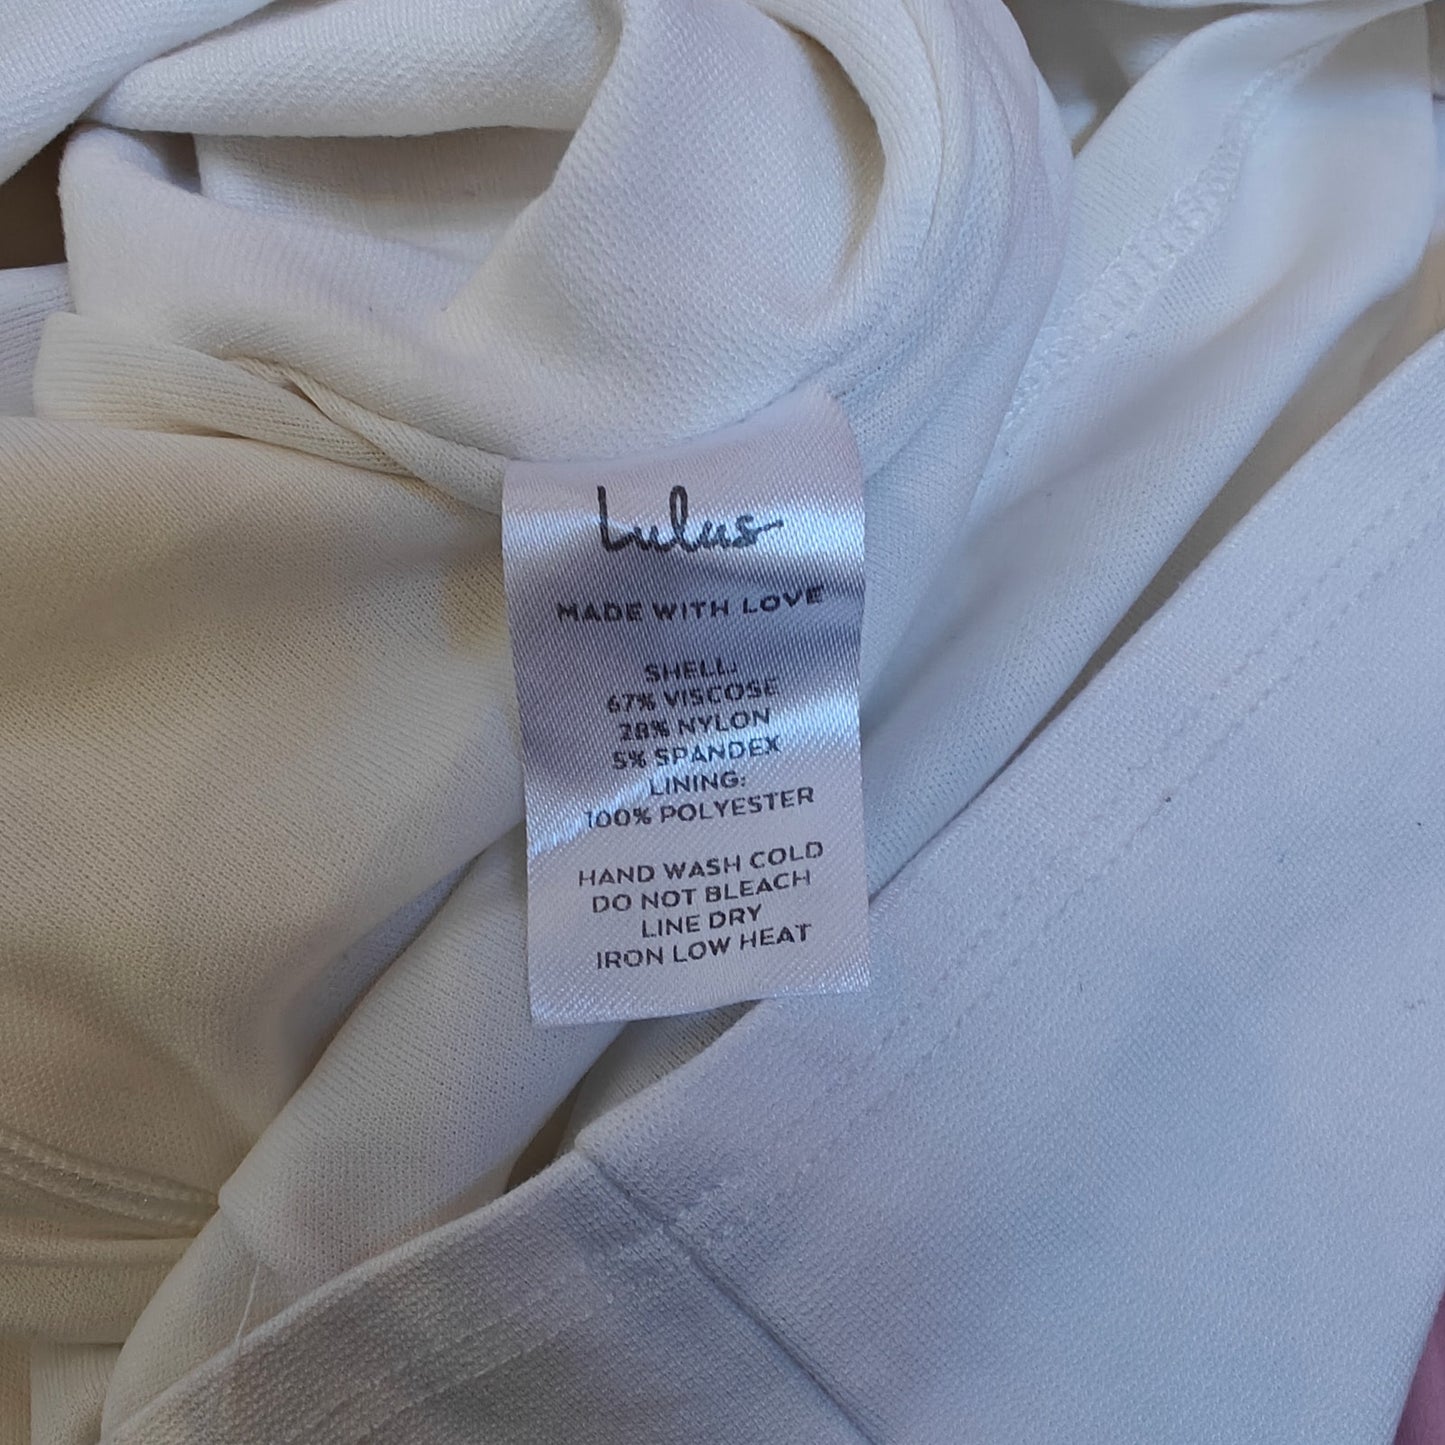 Lulus
MADE WITH LOVE
SHELL:
67% VISCOSE
28% NYLON
5% SPANDEX
LINING:
100% POLYESTER
HAND WASH COLD
DO NOT BLEACH
LINE DRY
IRON LOW HEAT